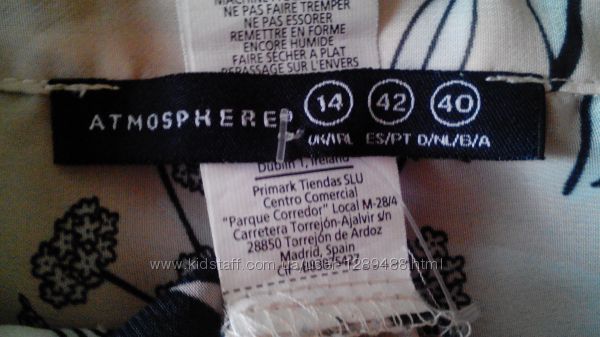 NE PAS FAIRE TREMPER
NE PAS ESSORER
REMETTRE EN FORME
ENCORE HUMIDE
FAIRE SÉCHER A PLAT
REPASSAGE SUR L'ENVERS
ATMOSPHERE 14 42 40
UK/IRL ES/PT D/NL/B/A
Dublin 1, Ireland
Primark Tiendas SLU
Centro Comercial
"Parque Corredor" Local M-28/4
Carretera Torrejón-Ajalvir s/n
28850 Torrejón de Ardoz
Madrid, Spain